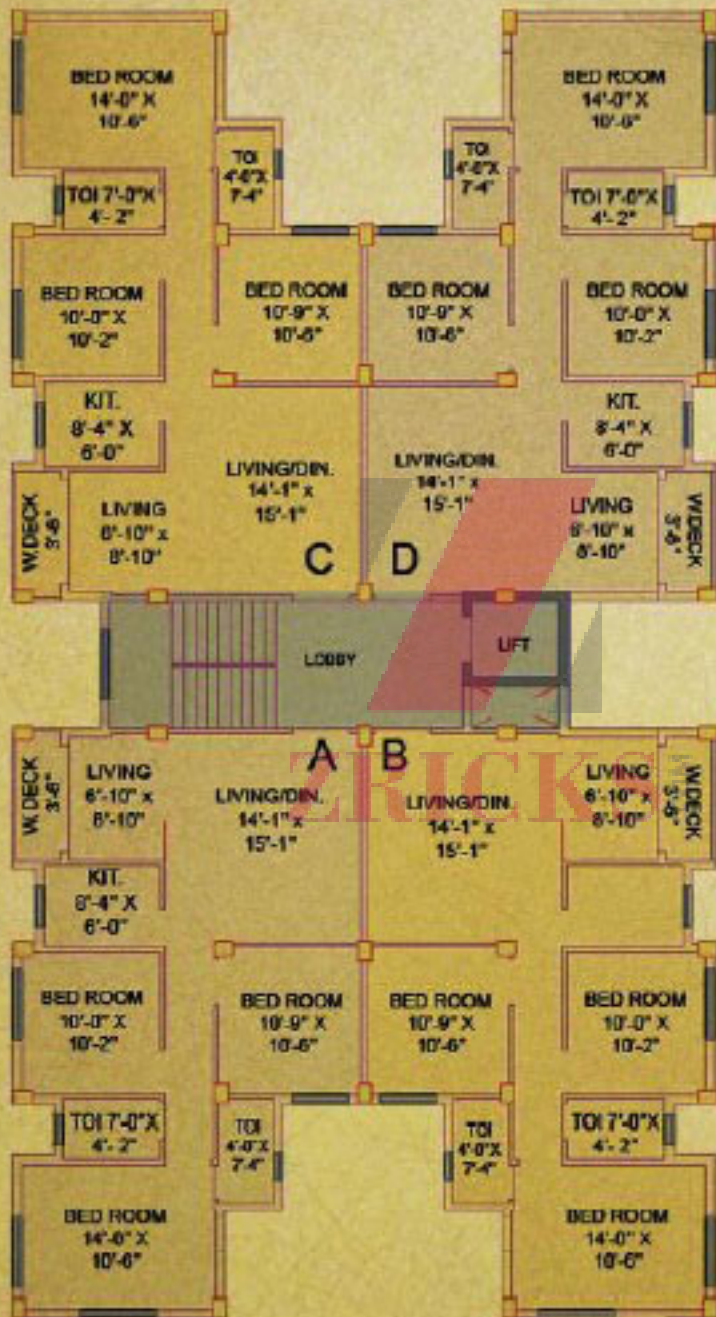 BED ROOM
14'-0" X
10'-6"
BED ROOM
14'-0" X
10'-6"
TOI
4'-0"X
7'-4"
TOI
4'-0"X
7'-4"
TOI 7'-0"X
4'-2"
TOI 7'-0"X
4'-2"
BED ROOM
10'-0" X
10'-2"
BED ROOM
10'-9" X
10'-6"
BED ROOM
10'-9" X
10'-6"
BED ROOM
10'-0" X
10'-2"
KIT.
8'-4" X
6'-0"
KIT.
8'-4" X
6'-0"
W.DECK
3'-6"
LIVING
6'-10" x
8'-10"
LIVING/DIN.
14'-1" x
15'-1"
LIVING/DIN.
14'-1" x
15'-1"
LIVING
6'-10" x
8'-10"
W.DECK
3'-6"
C
D
LOBBY
LIFT
A
B
ZRICKS
W.DECK
3'-6"
LIVING
6'-10" x
8'-10"
LIVING/DIN.
14'-1" x
15'-1"
LIVING/DIN.
14'-1" x
15'-1"
LIVING
6'-10" x
8'-10"
W.DECK
3'-6"
KIT.
8'-4" X
6'-0"
BED ROOM
10'-0" X
10'-2"
BED ROOM
10'-9" X
10'-6"
BED ROOM
10'-9" X
10'-6"
BED ROOM
10'-0" X
10'-2"
TOI 7'-0"X
4'-2"
TOI
4'-0"X
7'-4"
TOI
4'-0"X
7'-4"
TOI 7'-0"X
4'-2"
BED ROOM
14'-0" X
10'-6"
BED ROOM
14'-0" X
10'-6"